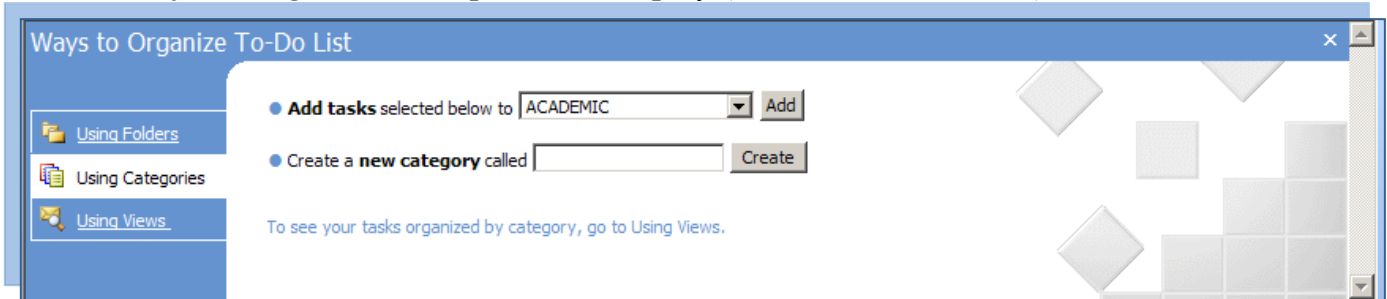 Ways to Organize To-Do List ×
Add tasks selected below to ACADEMIC Add
Using Folders
Create a new category called Create
Using Categories
Using Views
To see your tasks organized by category, go to Using Views.